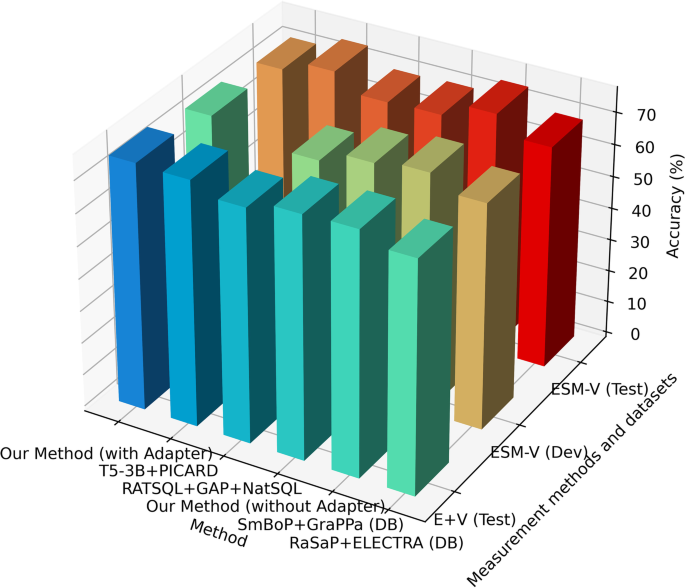 70
60
50
40
30
20
10
0
Accuracy (%)
ESM-V (Test)
ESM-V (Dev)
E+V (Test)
Measurement methods and datasets
Our Method (with Adapter)
T5-3B+PICARD
RATSQL+GAP+NatSQL
Our Method (without Adapter)
SmBoP+GraPPa (DB)
RaSaP+ELECTRA (DB)
Method